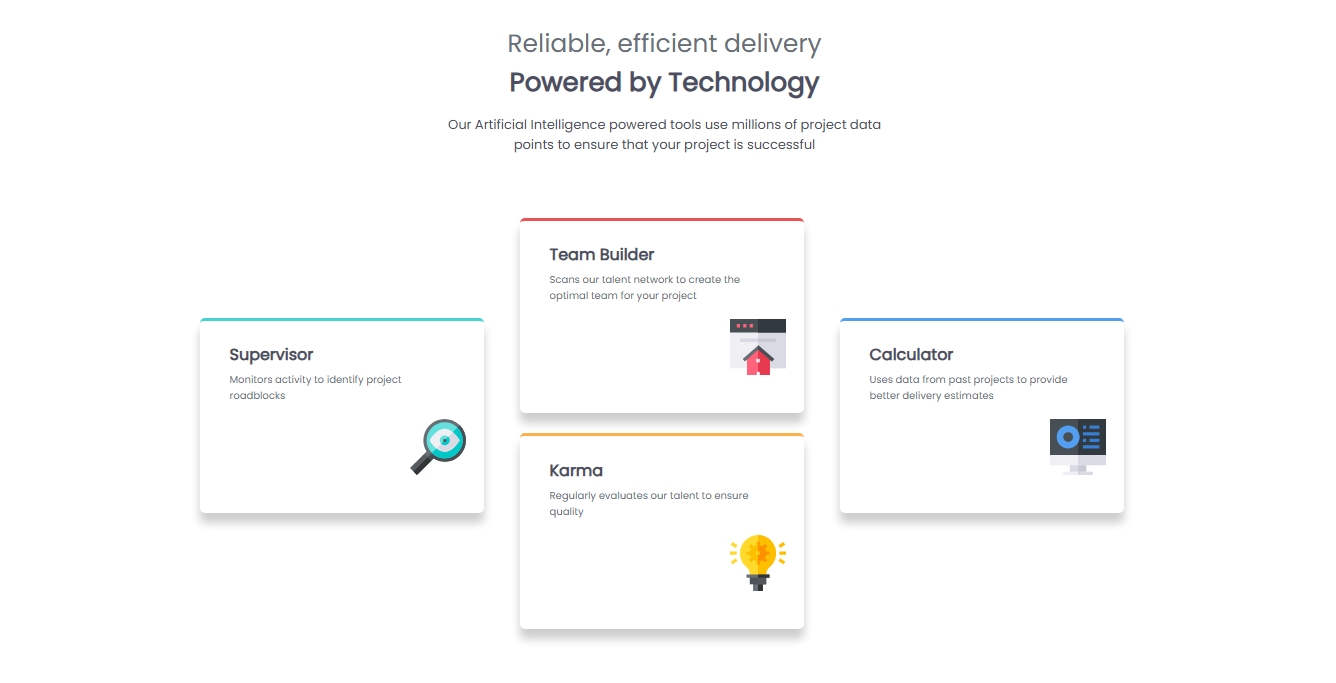 Reliable, efficient delivery
Powered by Technology
Our Artificial Intelligence powered tools use millions of project data
points to ensure that your project is successful
Team Builder
Scans our talent network to create the
optimal team for your project
Supervisor
Monitors activity to identify project
roadblocks
Calculator
Uses data from past projects to provide
better delivery estimates
Karma
Regularly evaluates our talent to ensure
quality